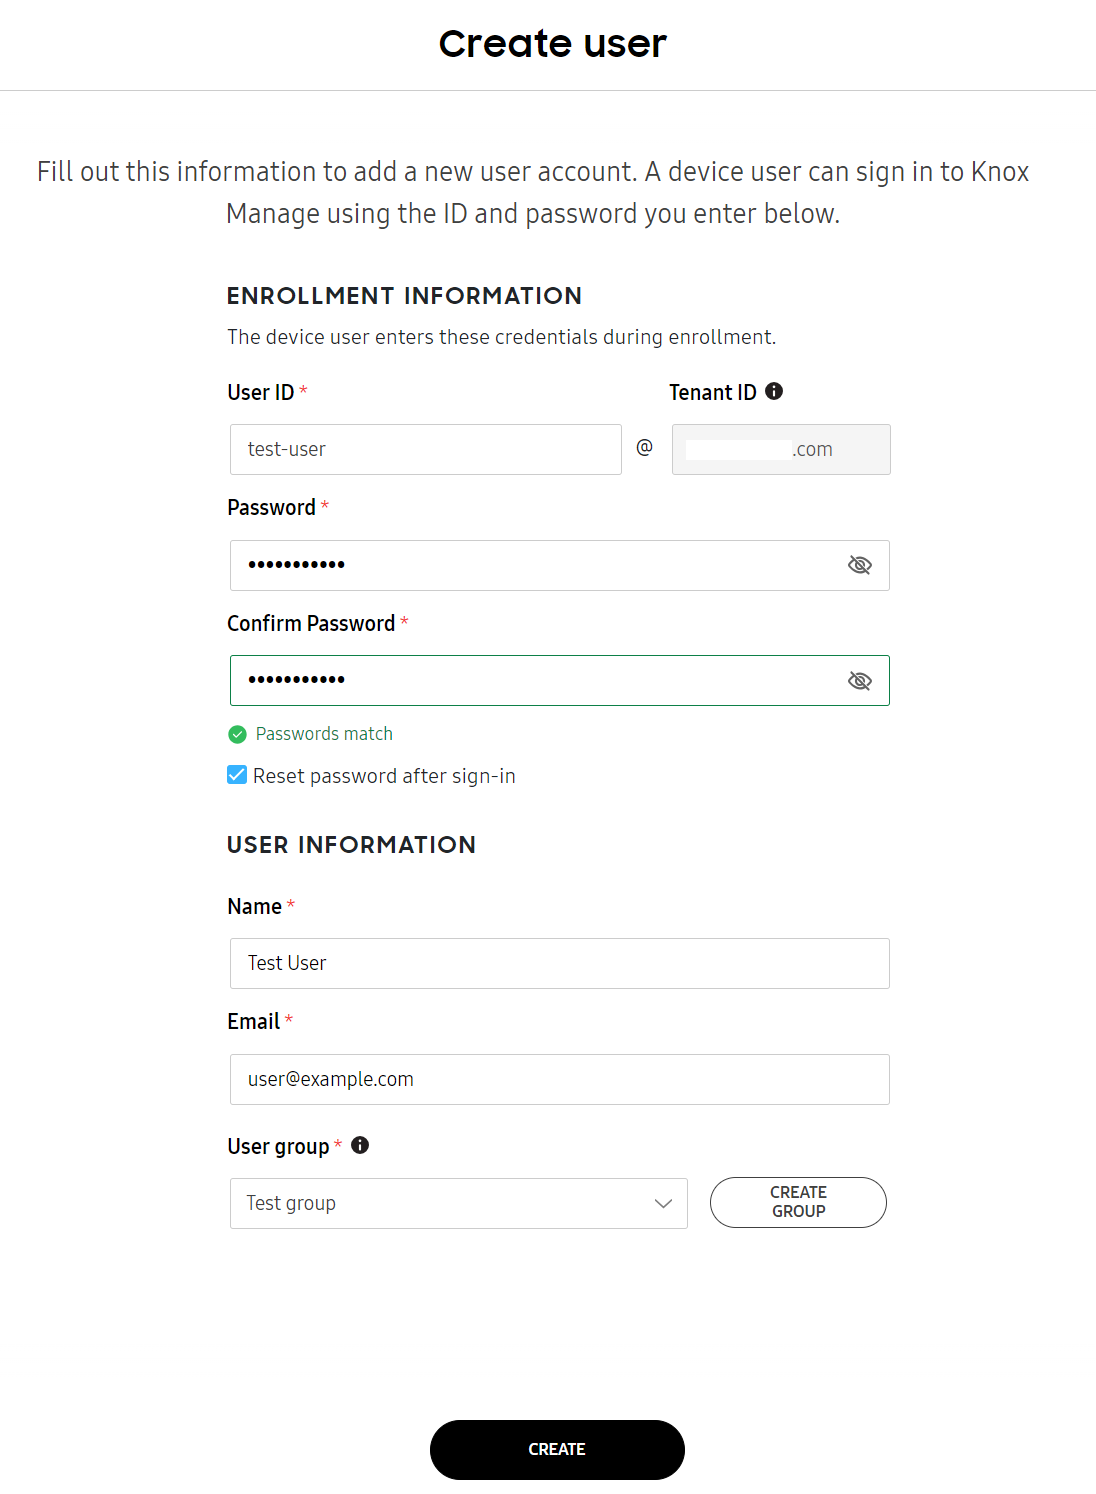 Create user
Fill out this information to add a new user account. A device user can sign in to Knox
Manage using the ID and password you enter below.
ENROLLMENT INFORMATION
The device user enters these credentials during enrollment.
User ID * Tenant ID
test-user @ .com
Password *
•••••••••••
Confirm Password *
•••••••••••
Passwords match
Reset password after sign-in
USER INFORMATION
Name *
Test User
Email *
user@example.com
User group *
Test group
CREATE
GROUP
CREATE